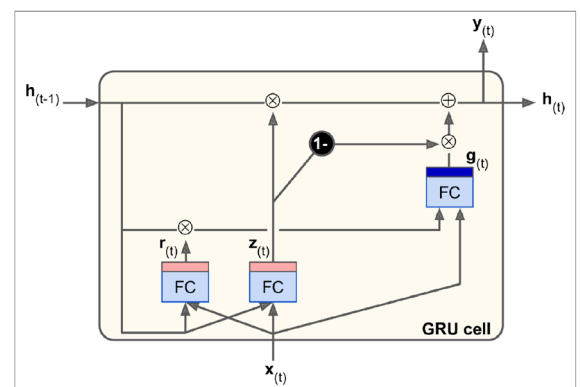 y(t)
h(t-1)
h(t)
1-
g(t)
FC
r(t)
z(t)
FC
FC
GRU cell
x(t)